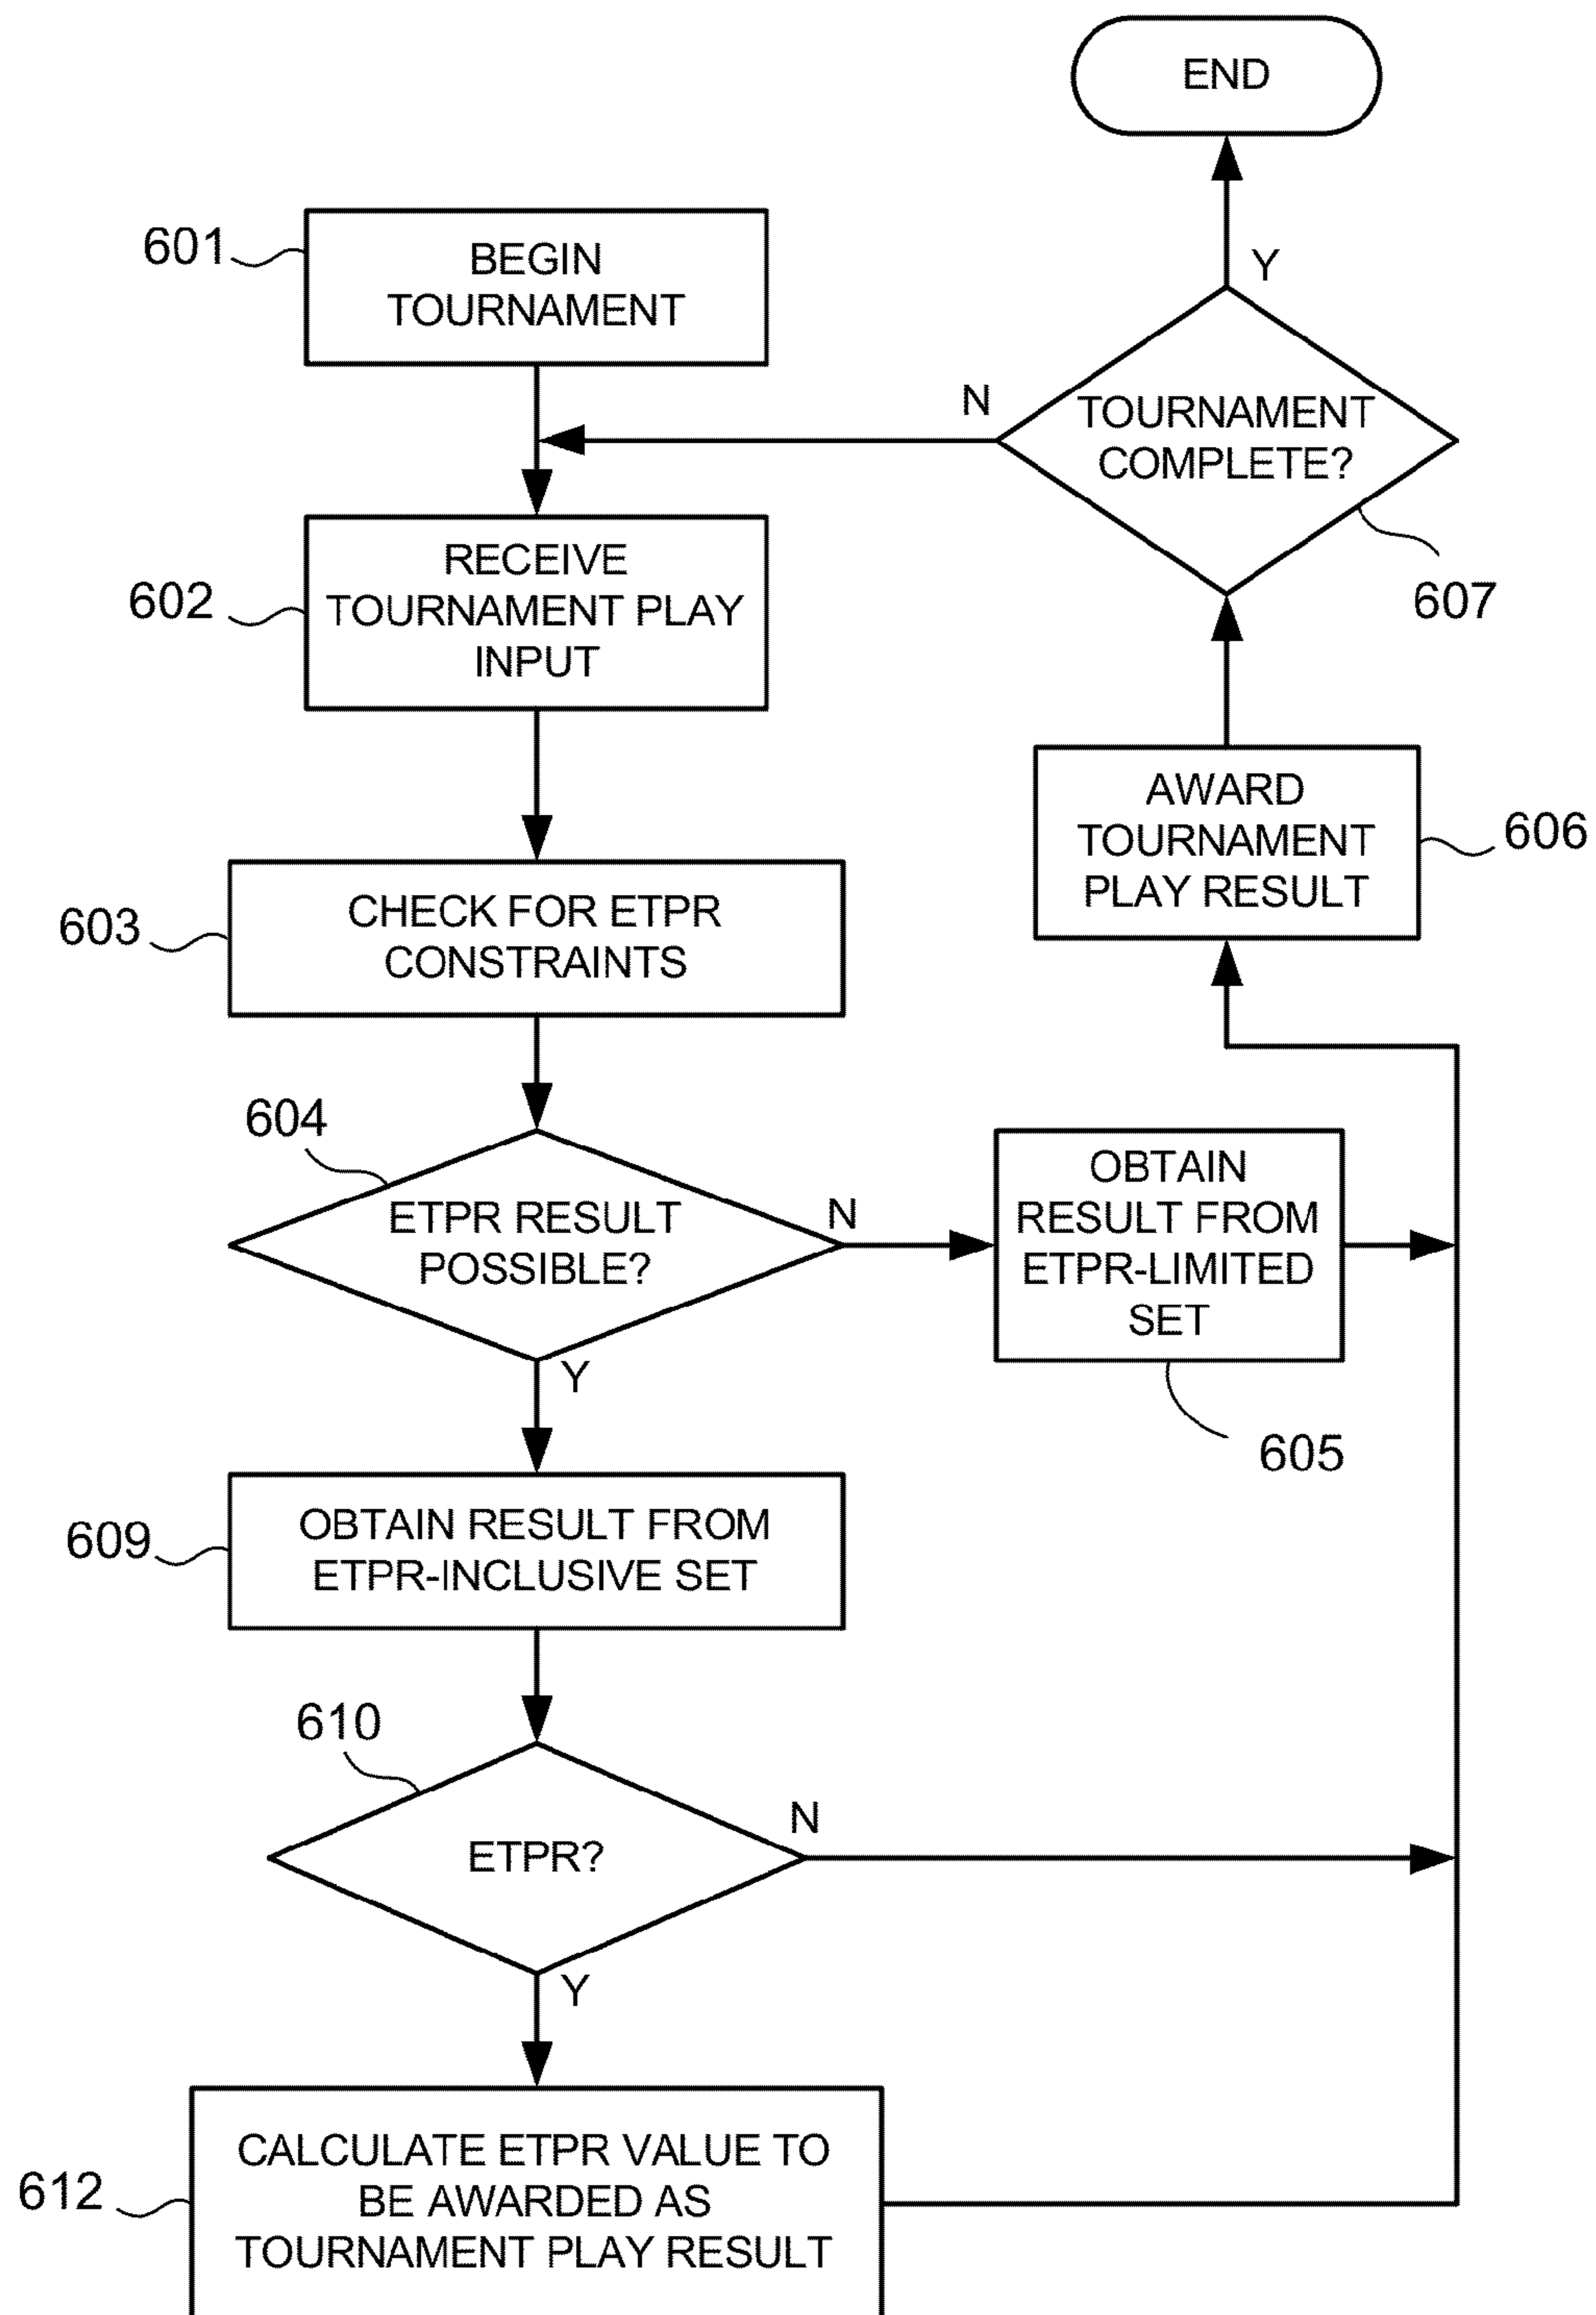 END
601
BEGIN
TOURNAMENT
Y
N
TOURNAMENT
COMPLETE?
607
602
RECEIVE
TOURNAMENT PLAY
INPUT
AWARD
TOURNAMENT
PLAY RESULT
606
603
CHECK FOR ETPR
CONSTRAINTS
604
ETPR RESULT
POSSIBLE?
N
Y
OBTAIN
RESULT FROM
ETPR-LIMITED
SET
605
609
OBTAIN RESULT FROM
ETPR-INCLUSIVE SET
610
ETPR?
N
Y
612
CALCULATE ETPR VALUE TO
BE AWARDED AS
TOURNAMENT PLAY RESULT